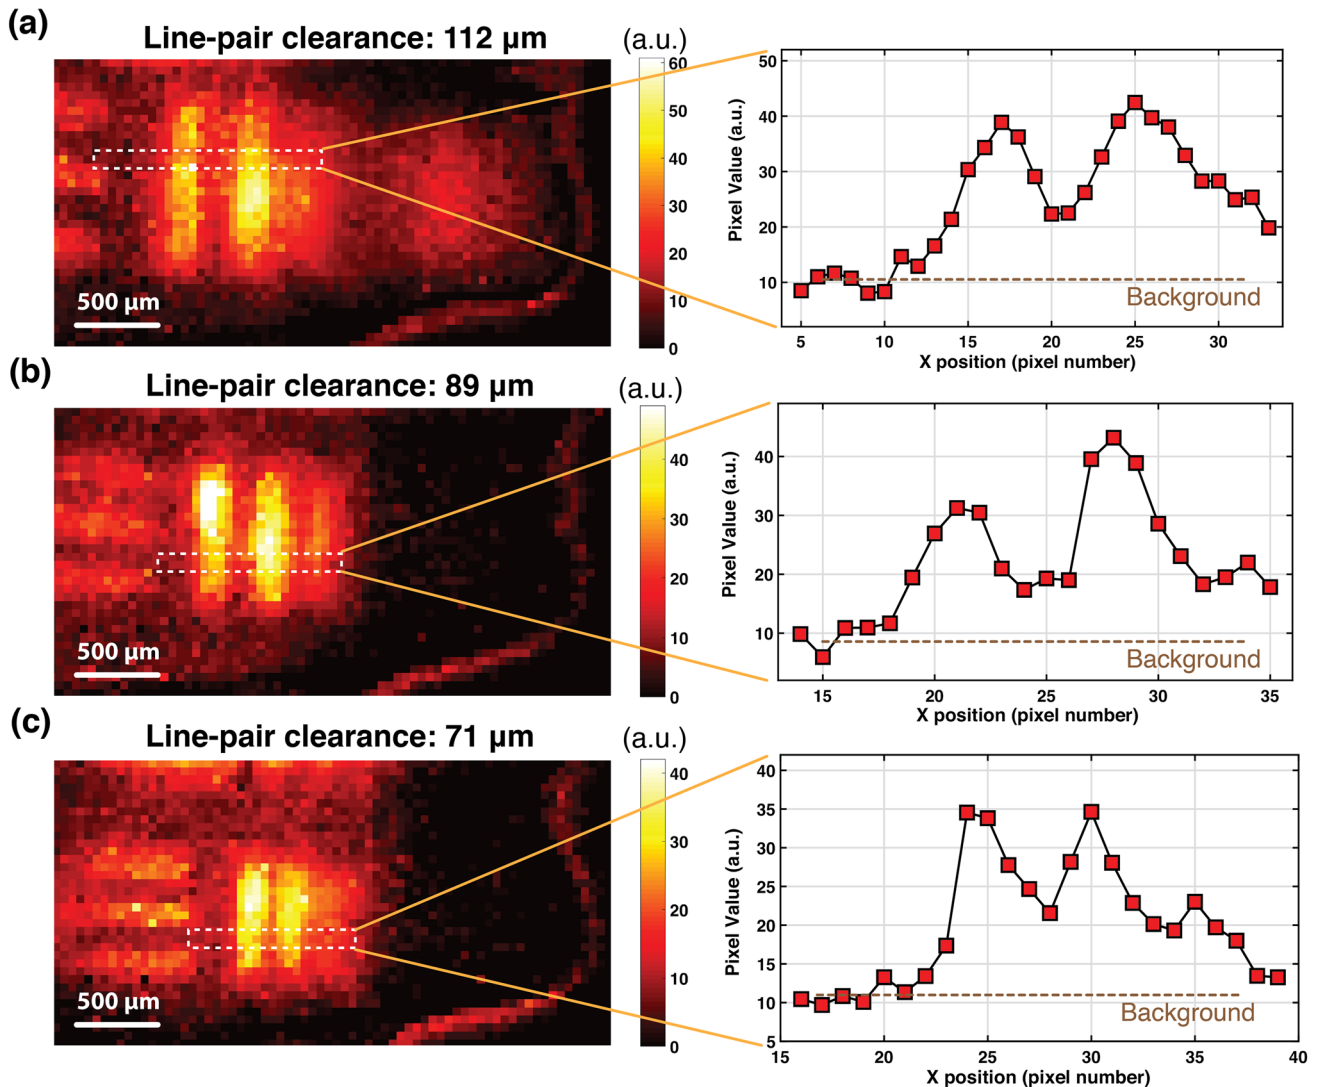 (a)
Line-pair clearance: 112 µm
(a.u.)
60
50
40
30
20
10
0
500 µm
50
40
30
20
10
Pixel Value (a.u.)
Background
5 10 15 20 25 30
X position (pixel number)
(b)
Line-pair clearance: 89 µm
(a.u.)
40
30
20
10
0
500 µm
40
30
20
10
Pixel Value (a.u.)
Background
15 20 25 30 35
X position (pixel number)
(c)
Line-pair clearance: 71 µm
(a.u.)
40
30
20
10
0
500 µm
40
35
30
25
20
15
10
5
Pixel Value (a.u.)
Background
15 20 25 30 35 40
X position (pixel number)